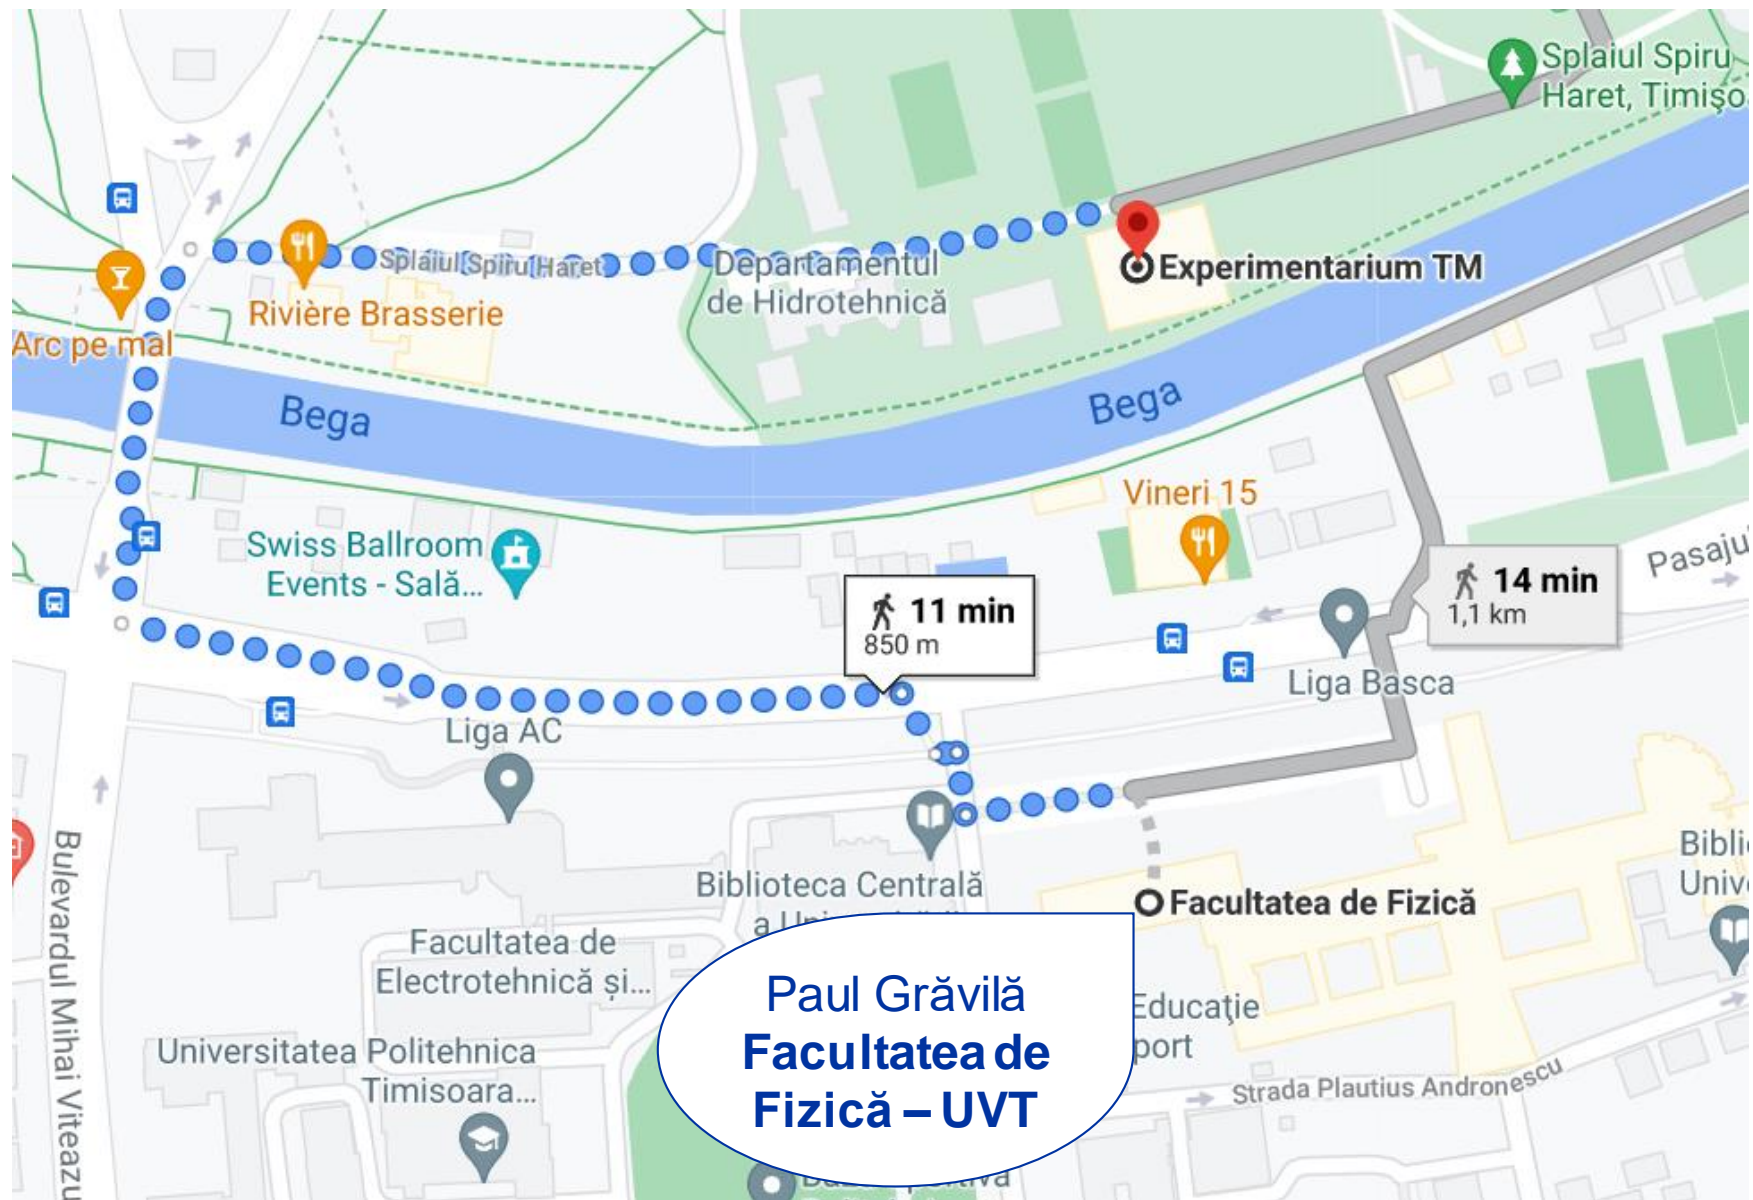 Splaiul Spiru
Haret, Timișo
Splaiul Spiru Haret
Departamentul
de Hidrotehnică
Experimentarium TM
Rivière Brasserie
Arc pe mal
Bega
Bega
Vineri 15
Swiss Ballroom
Events - Sală...
Pasaju
14 min
1,1 km
11 min
850 m
Liga Basca
Liga AC
Bulevardul Mihai Viteazu
Biblioteca Centrală
Facultatea de Fizică
Facultatea de
Electrotehnică și...
Universitatea Politehnica
Timisoara...
Educaţie
port
Strada Plautius Andronescu
Paul Grăvilă
Facultatea de
Fizică – UVT